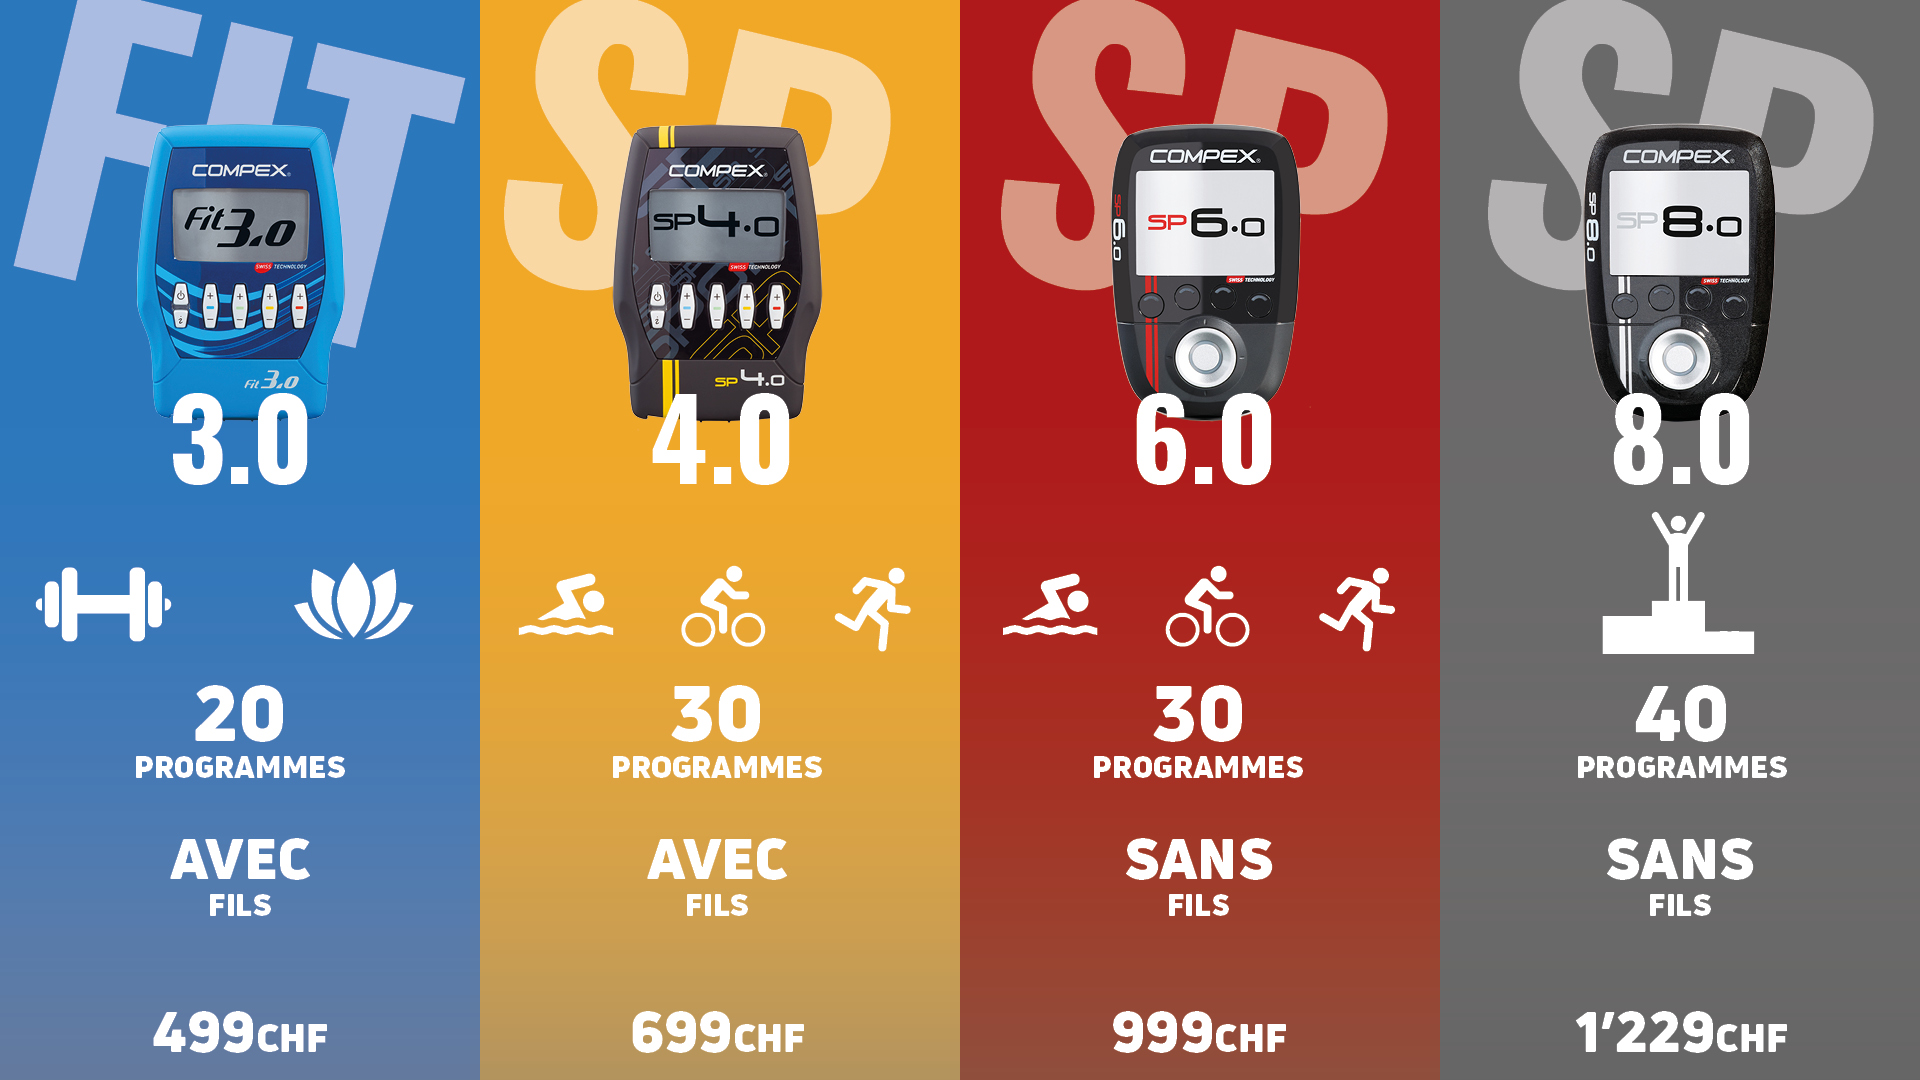 FIT
COMPEX
Fit 3.0
SWISS TECHNOLOGY
Fit 3.0
3.0
20
PROGRAMMES
AVEC
FILS
499CHF
SP
COMPEX
SP 4.0
SWISS TECHNOLOGY
SP 4.0
4.0
30
PROGRAMMES
AVEC
FILS
699CHF
SP
COMPEX
SP 6.0
SP 6.0
SWISS TECHNOLOGY
6.0
30
PROGRAMMES
SANS
FILS
999CHF
SP
COMPEX
SP 8.0
SP 8.0
SWISS TECHNOLOGY
8.0
40
PROGRAMMES
SANS
FILS
1’229CHF